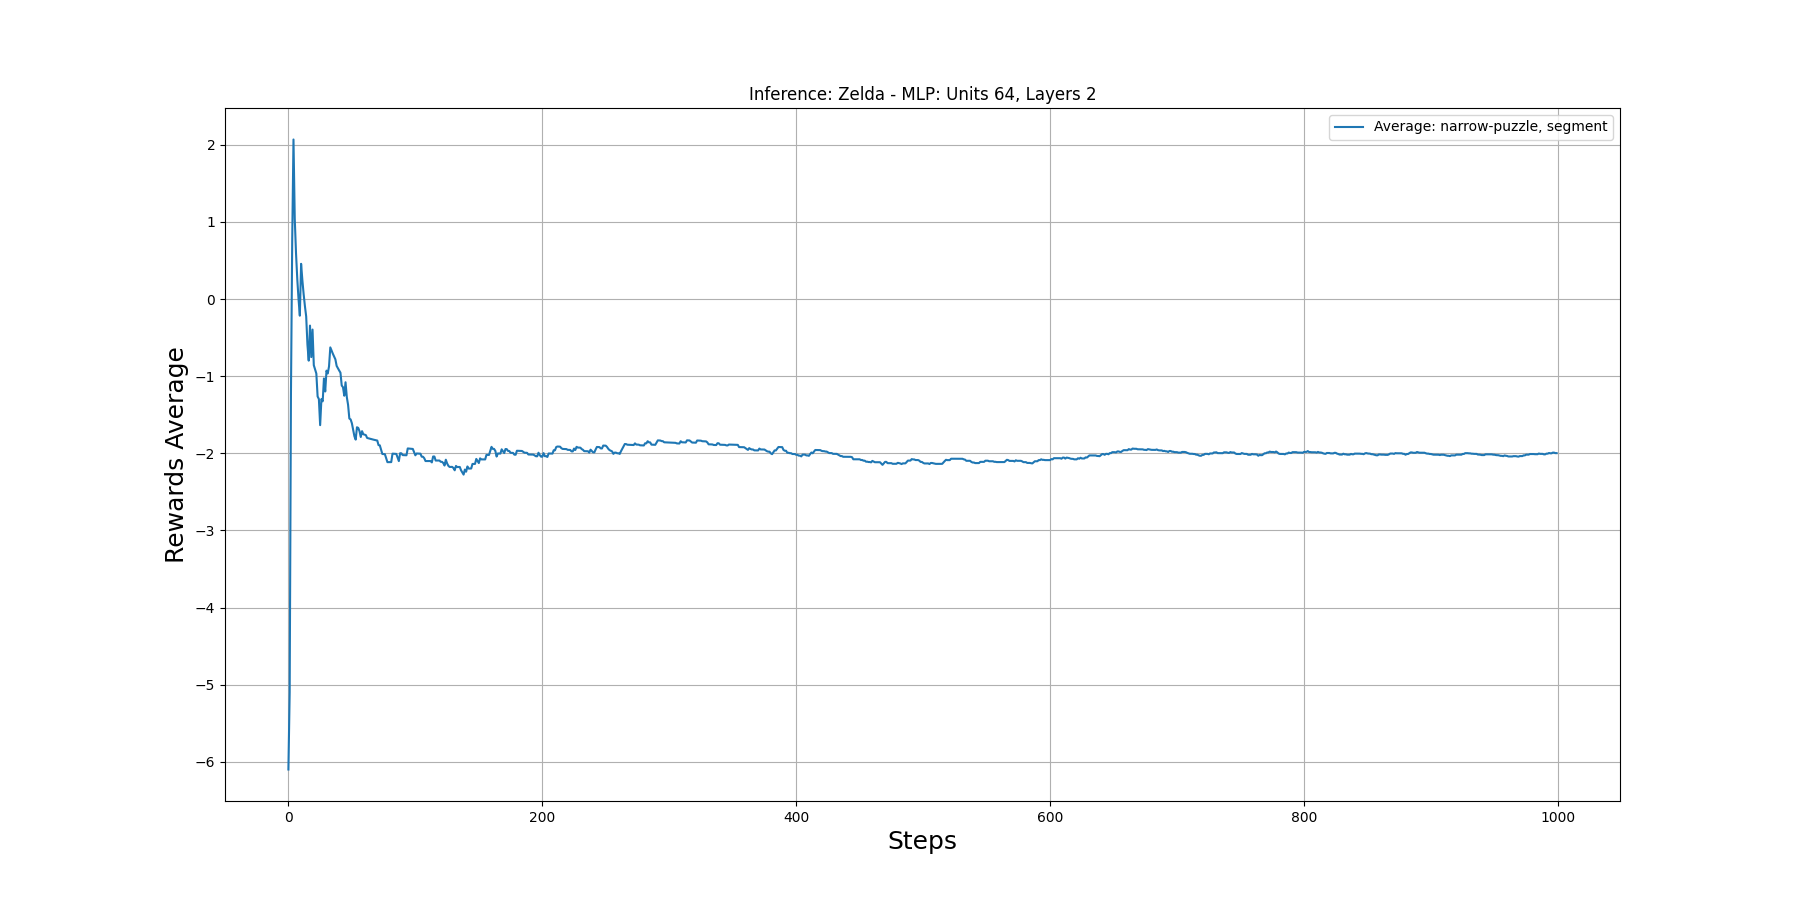 Inference: Zelda - MLP: Units 64, Layers 2
Average: narrow-puzzle, segment
Rewards Average
2
1
0
−1
−2
−3
−4
−5
−6
0 200 400 600 800 1000
Steps